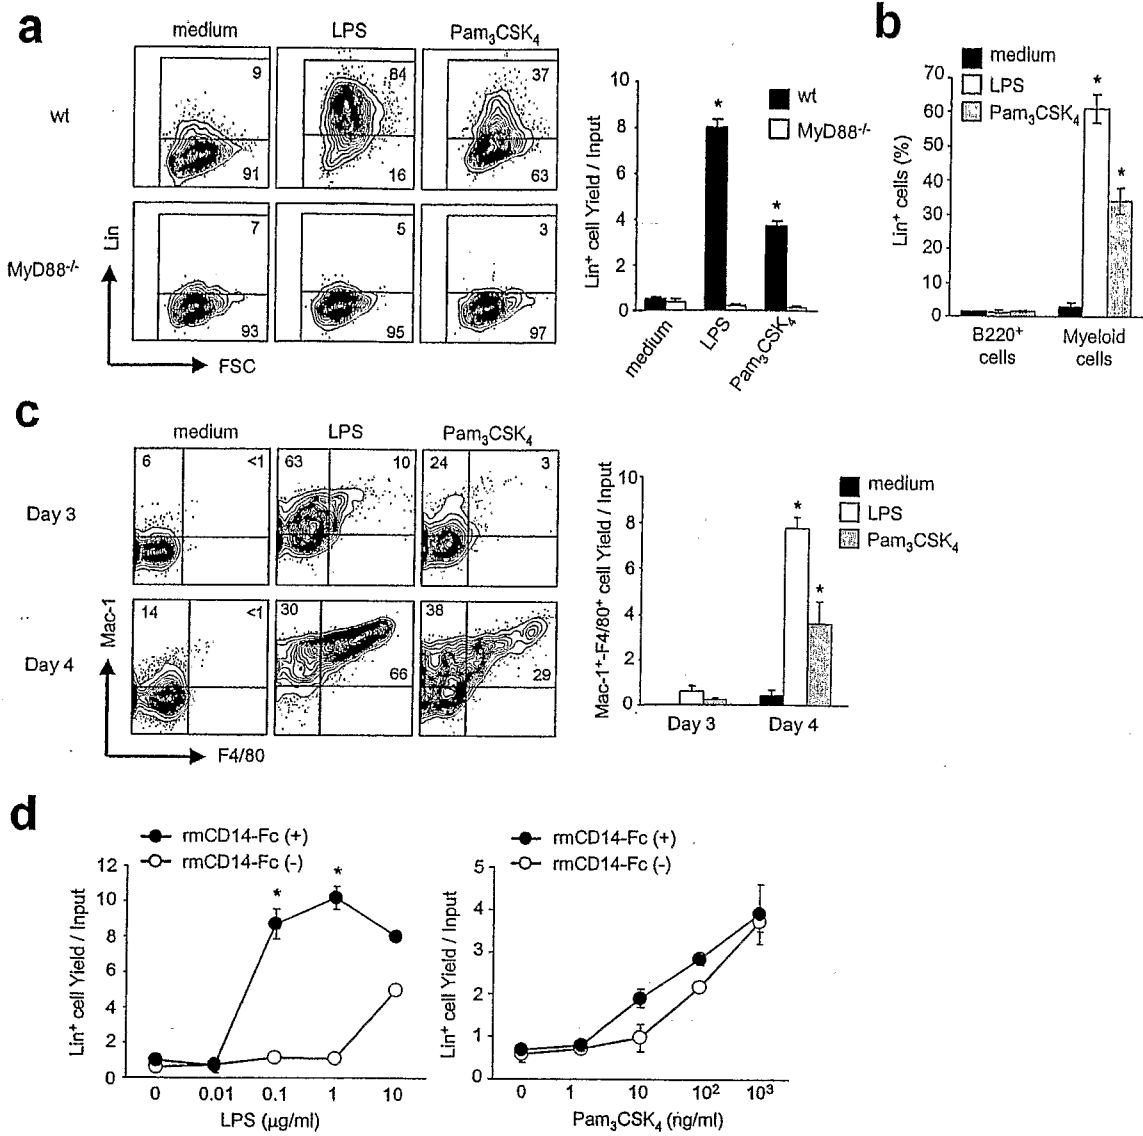 a
medium LPS Pam₃CSK₄
wt
9 84 37
91 16 63
MyD88⁻/⁻
7 5 3
93 95 97
Lin
FSC
Lin⁺ cell Yield / Input
10
8
6
4
2
0
wt
MyD88⁻/⁻
* *
medium LPS Pam₃CSK₄
b
medium
LPS
Pam₃CSK₄
Lin⁺ cells (%)
70
60
50
40
30
20
10
0
* *
B220⁺ Myeloid
cells cells
c
medium LPS Pam₃CSK₄
Day 3
6 <1 63 10 24 3
Day 4
14 <1 30 38
66 29
Mac-1
F4/80
Mac-1⁺-F4/80⁺ cell Yield / Input
10
8
6
4
2
0
medium
LPS
Pam₃CSK₄
* *
Day 3 Day 4
d
rmCD14-Fc (+)
rmCD14-Fc (-)
Lin⁺ cell Yield / Input
12
10
8
6
4
2
0
* *
0 0.01 0.1 1 10
LPS (μg/ml)
rmCD14-Fc (+)
rmCD14-Fc (-)
Lin⁺ cell Yield / Input
5
4
3
2
1
0
0 1 10 10² 10³
Pam₃CSK₄ (ng/ml)